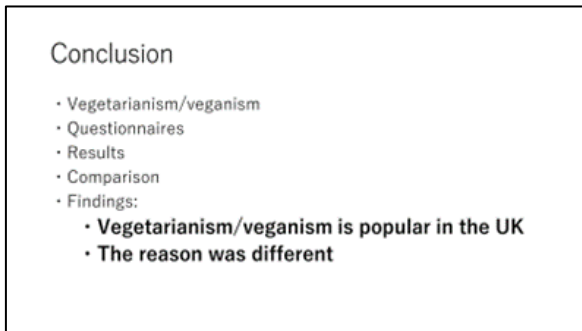 Conclusion
・Vegetarianism/veganism
・Questionnaires
・Results
・Comparison
・Findings:
・Vegetarianism/veganism is popular in the UK
・The reason was different